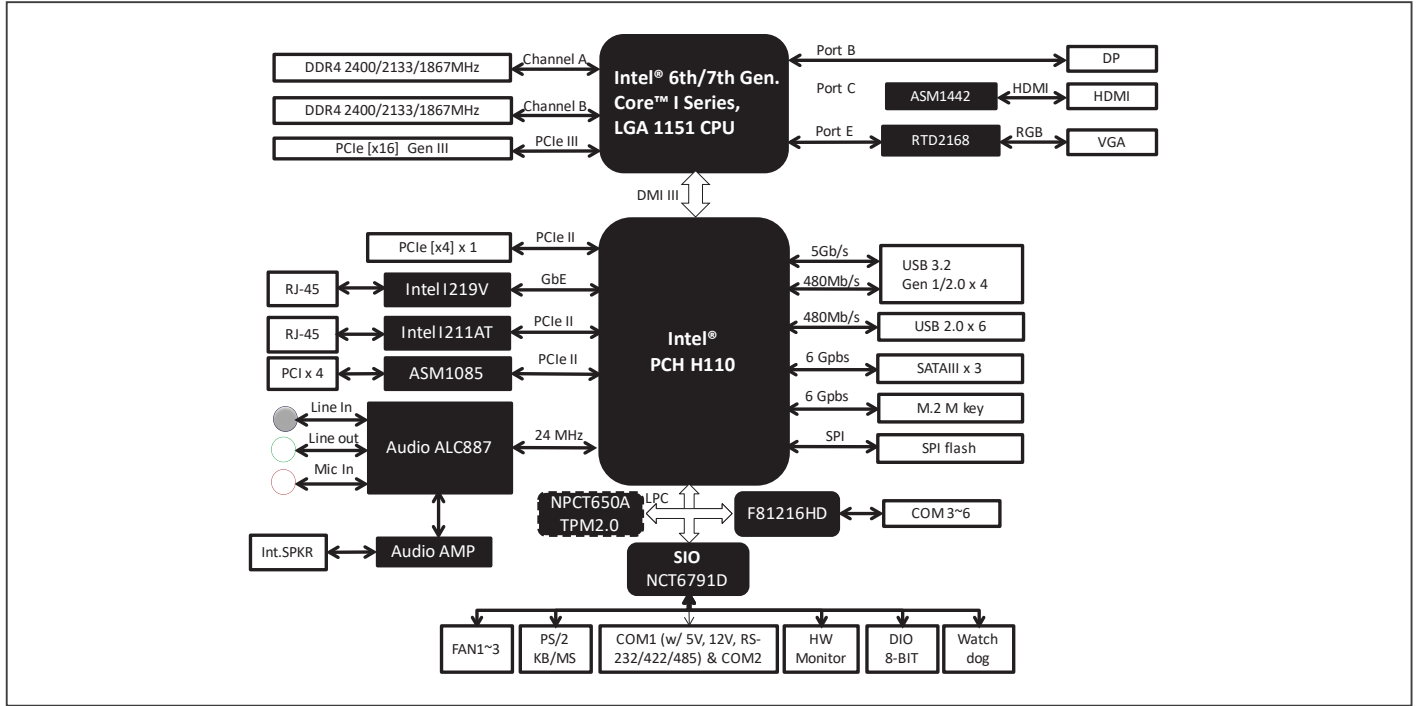 DDR4 2400/2133/1867MHz
Channel A
DDR4 2400/2133/1867MHz
Channel B
PCIe [x16] Gen III
PCIe III
Intel® 6th/7th Gen.
Core™ I Series,
LGA 1151 CPU
Port B
DP
Port C
ASM1442
HDMI
HDMI
Port E
RTD2168
RGB
VGA
DMI III
PCIe [x4] x 1
PCIe II
RJ-45
Intel I219V
GbE
RJ-45
Intel I211AT
PCIe II
PCI x 4
ASM1085
PCIe II
Line In
Line out
Mic In
Audio ALC887
24 MHz
Int.SPKR
Audio AMP
Intel®
PCH H110
5Gb/s
480Mb/s
USB 3.2
Gen 1/2.0 x 4
480Mb/s
USB 2.0 x 6
6 Gpbs
SATAIII x 3
6 Gpbs
M.2 M key
SPI
SPI flash
NPCT650A
TPM2.0
LPC
F81216HD
COM 3~6
SIO
NCT6791D
FAN1~3
PS/2
KB/MS
COM1 (w/ 5V, 12V, RS-
232/422/485) & COM2
HW
Monitor
DIO
8-BIT
Watch
dog